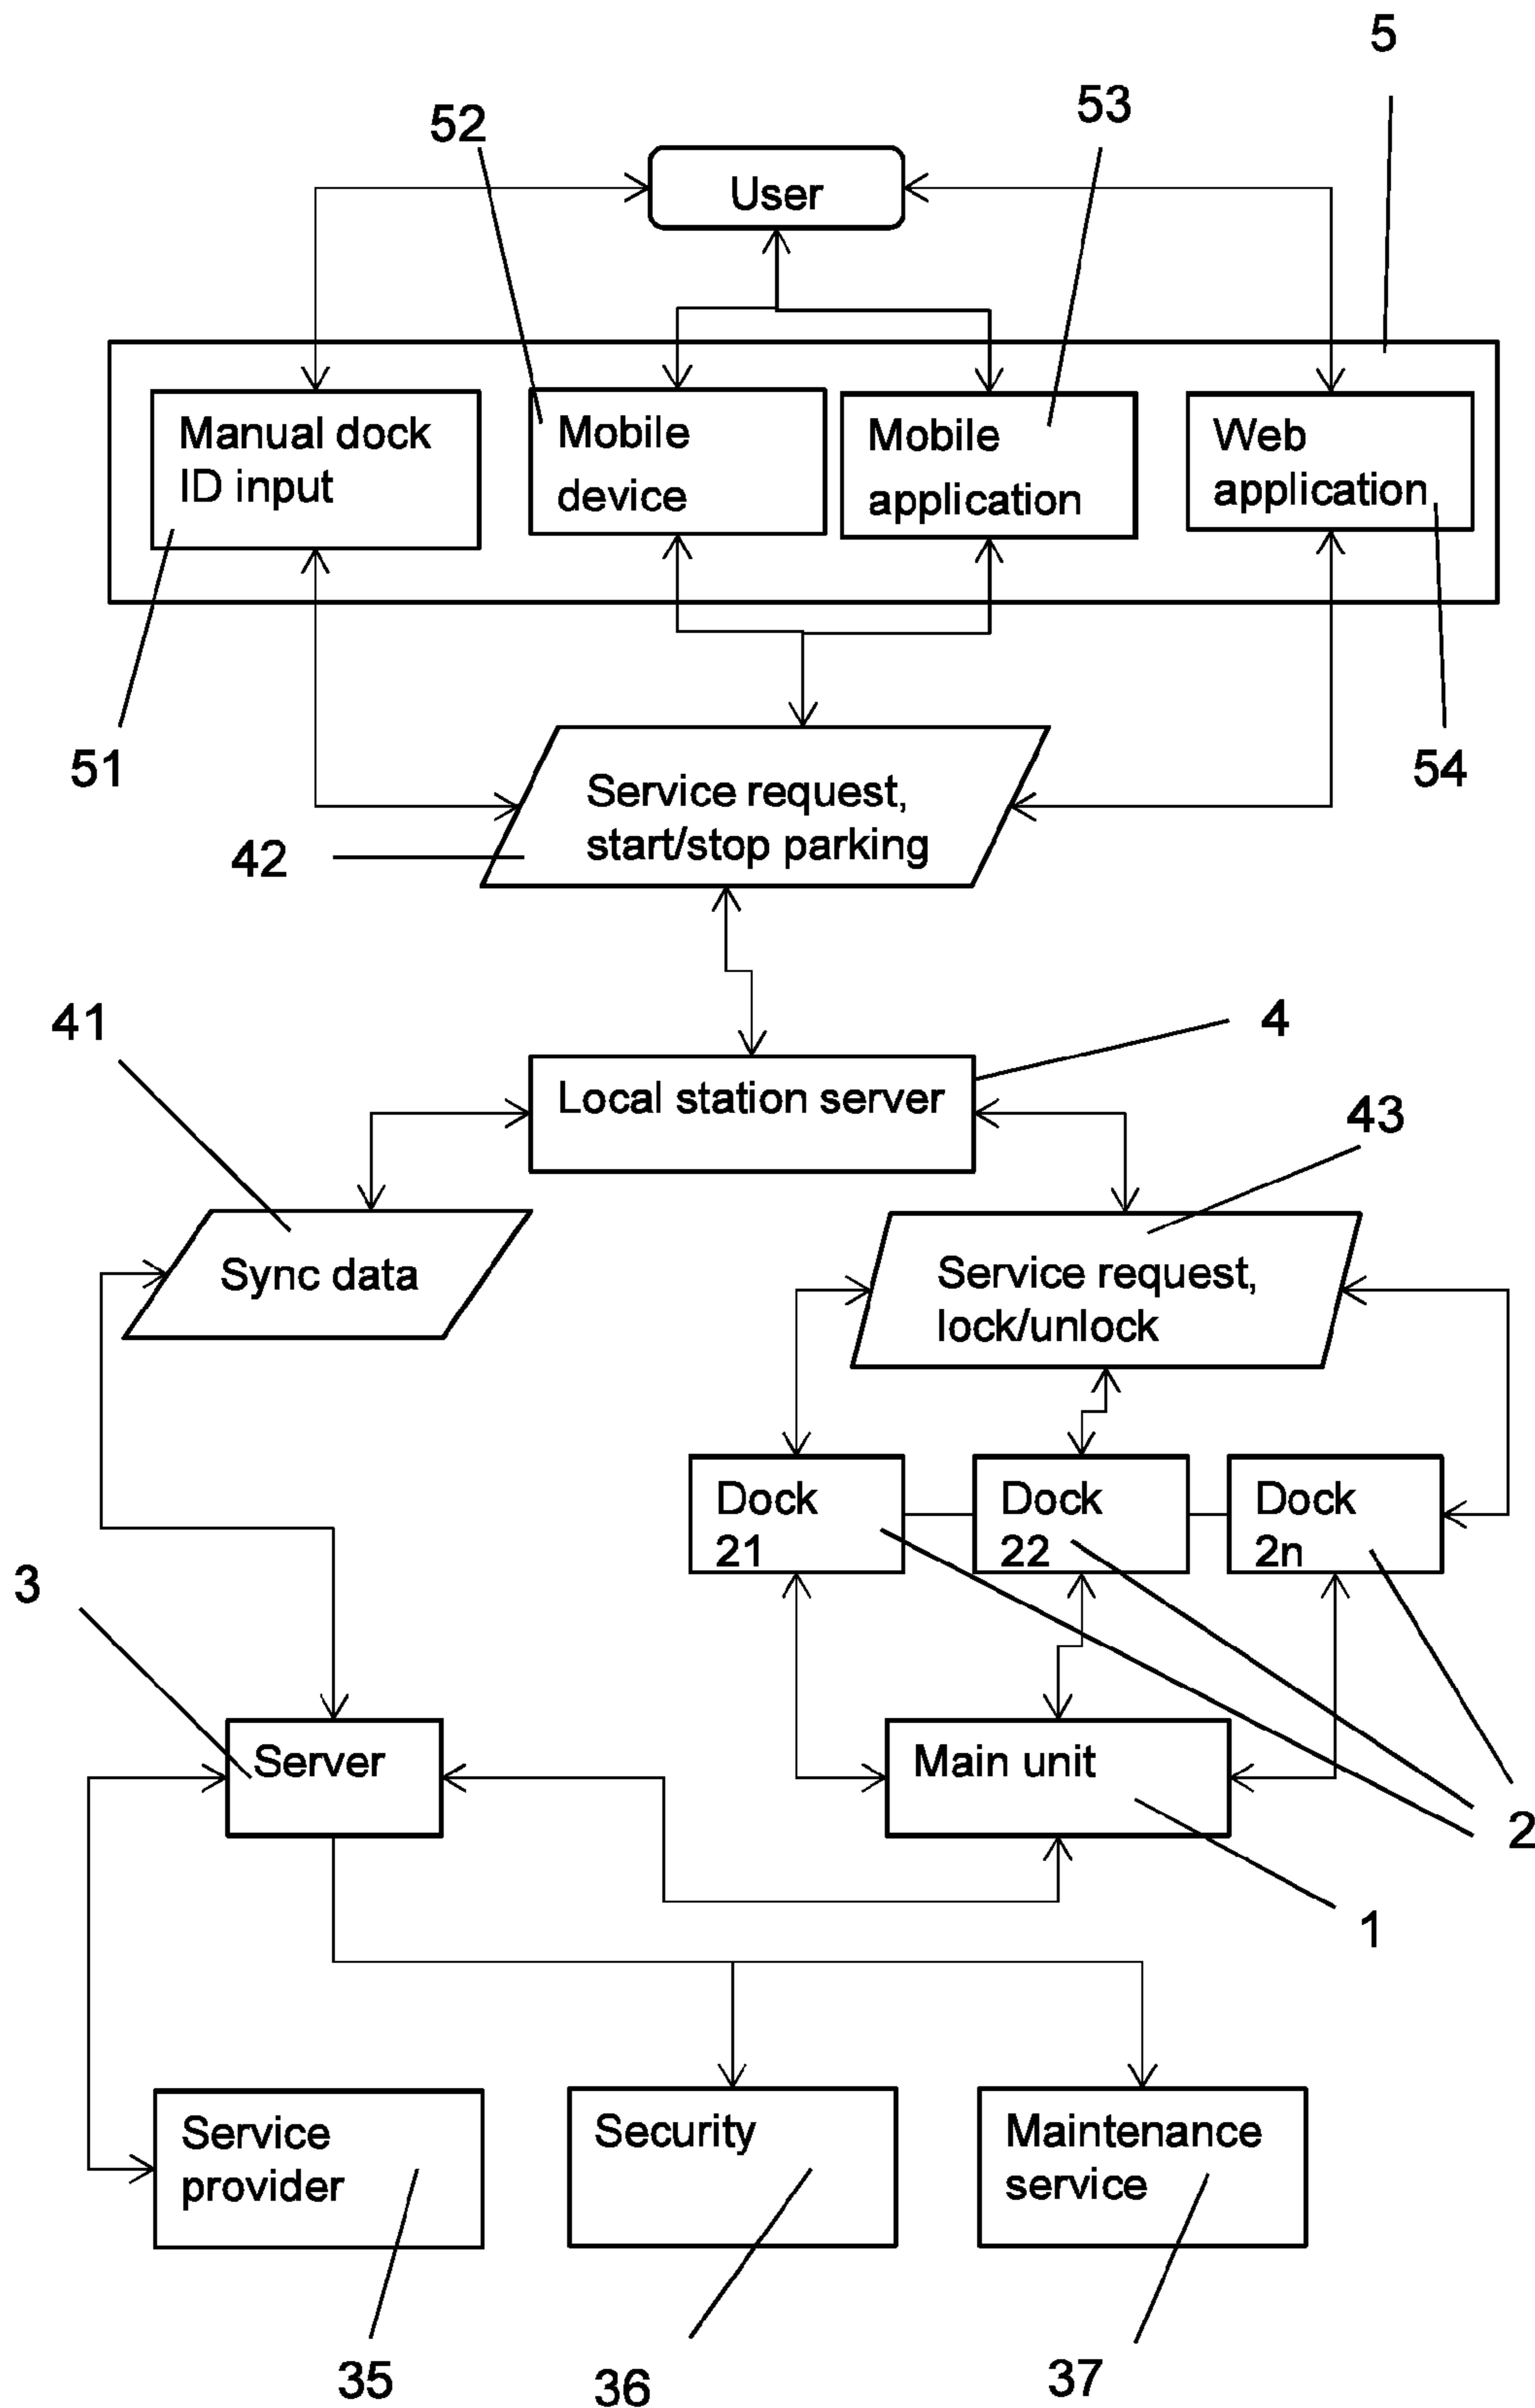 5
52
53
User
Manual dock
ID input
Mobile
device
Mobile
application
Web
application
51
54
Service request,
start/stop parking
42
41
4
Local station server
43
Sync data
Service request,
lock/unlock
Dock
21
Dock
22
Dock
2n
3
Server
Main unit
2
1
Service
provider
Security
Maintenance
service
35
36
37